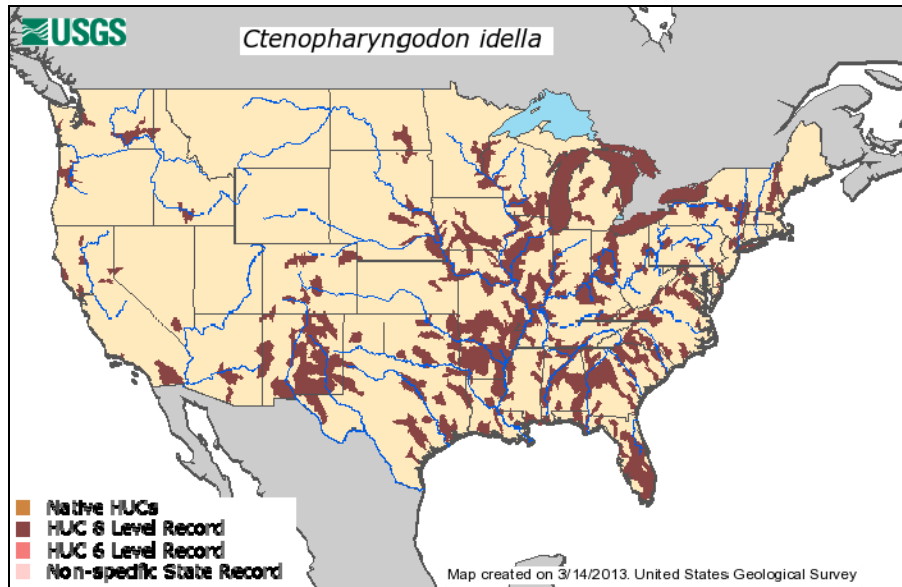 USGS
Ctenopharyngodon idella
Native HUCs
HUC 8 Level Record
HUC 6 Level Record
Non-specific State Record
Map created on 3/14/2013. United States Geological Survey